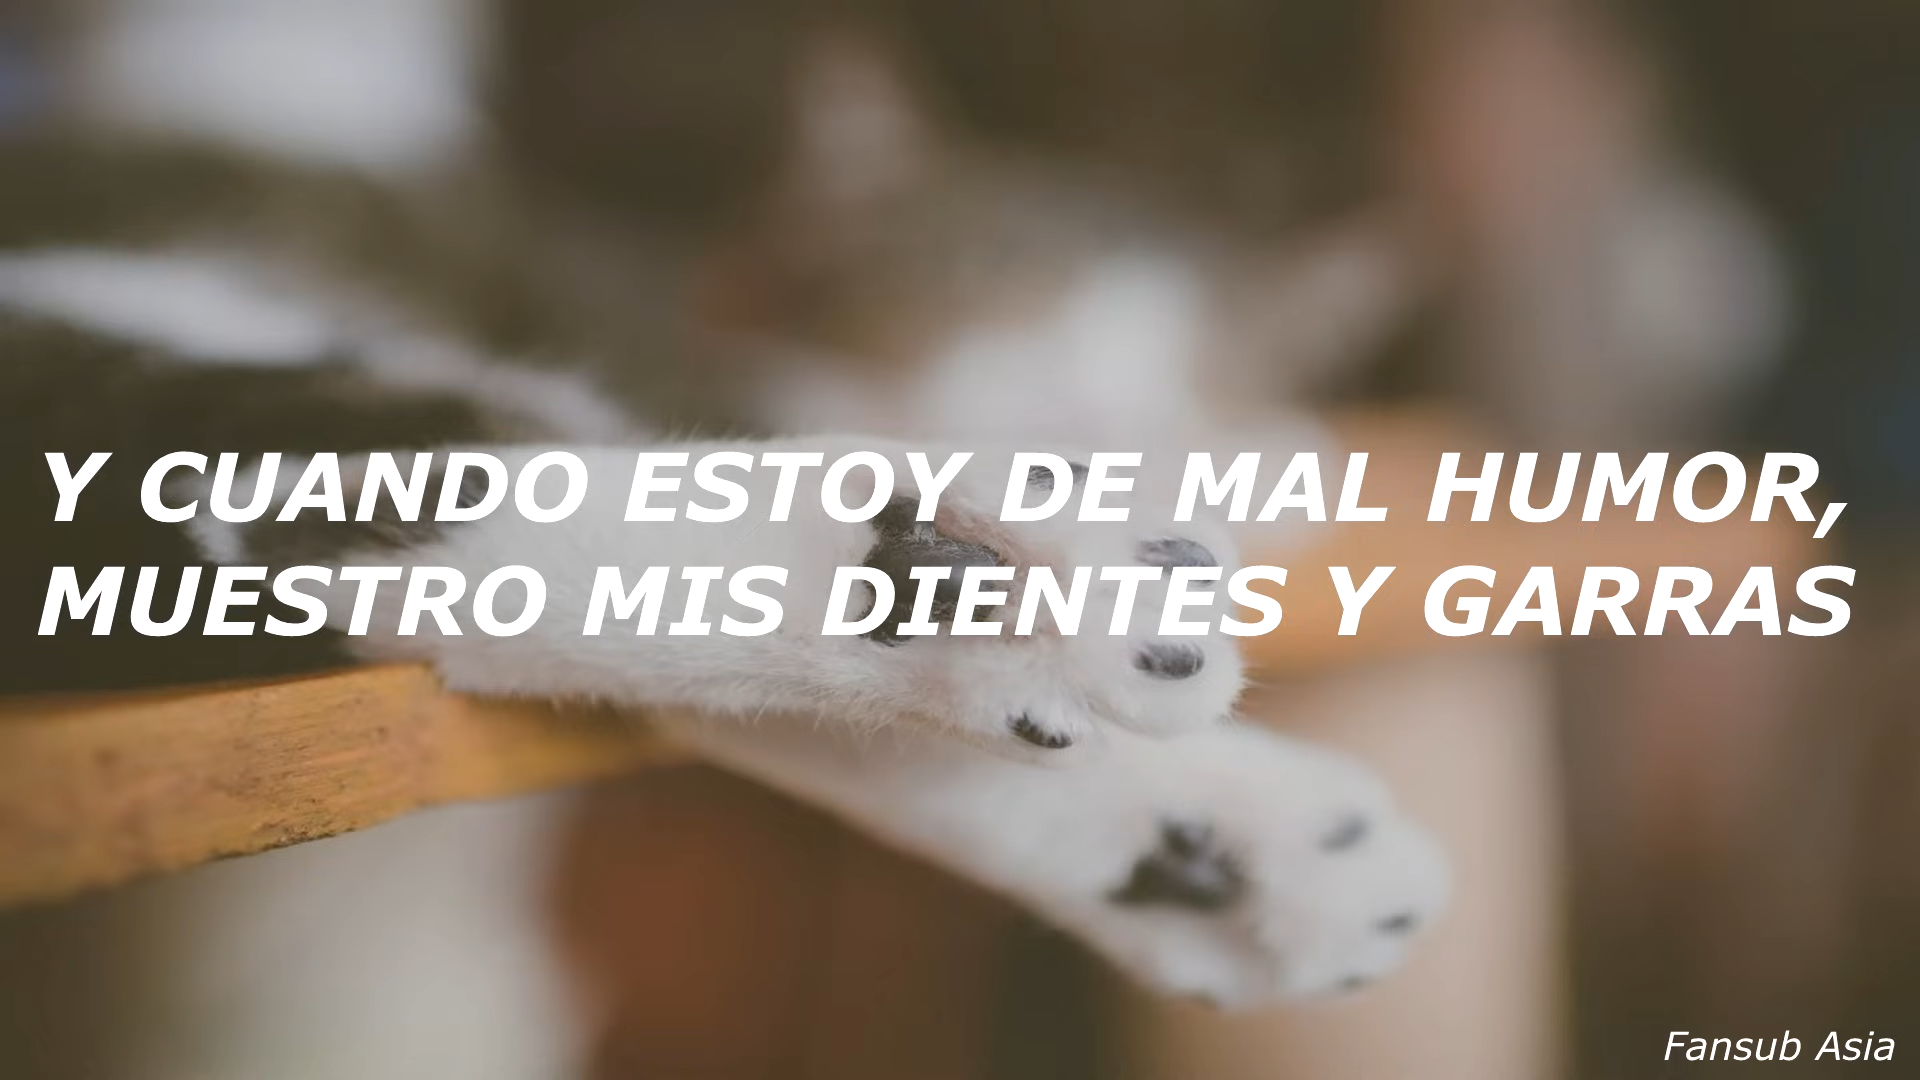 Y CUANDO ESTOY DE MAL HUMOR,
MUESTRO MIS DIENTES Y GARRAS
Fansub Asia